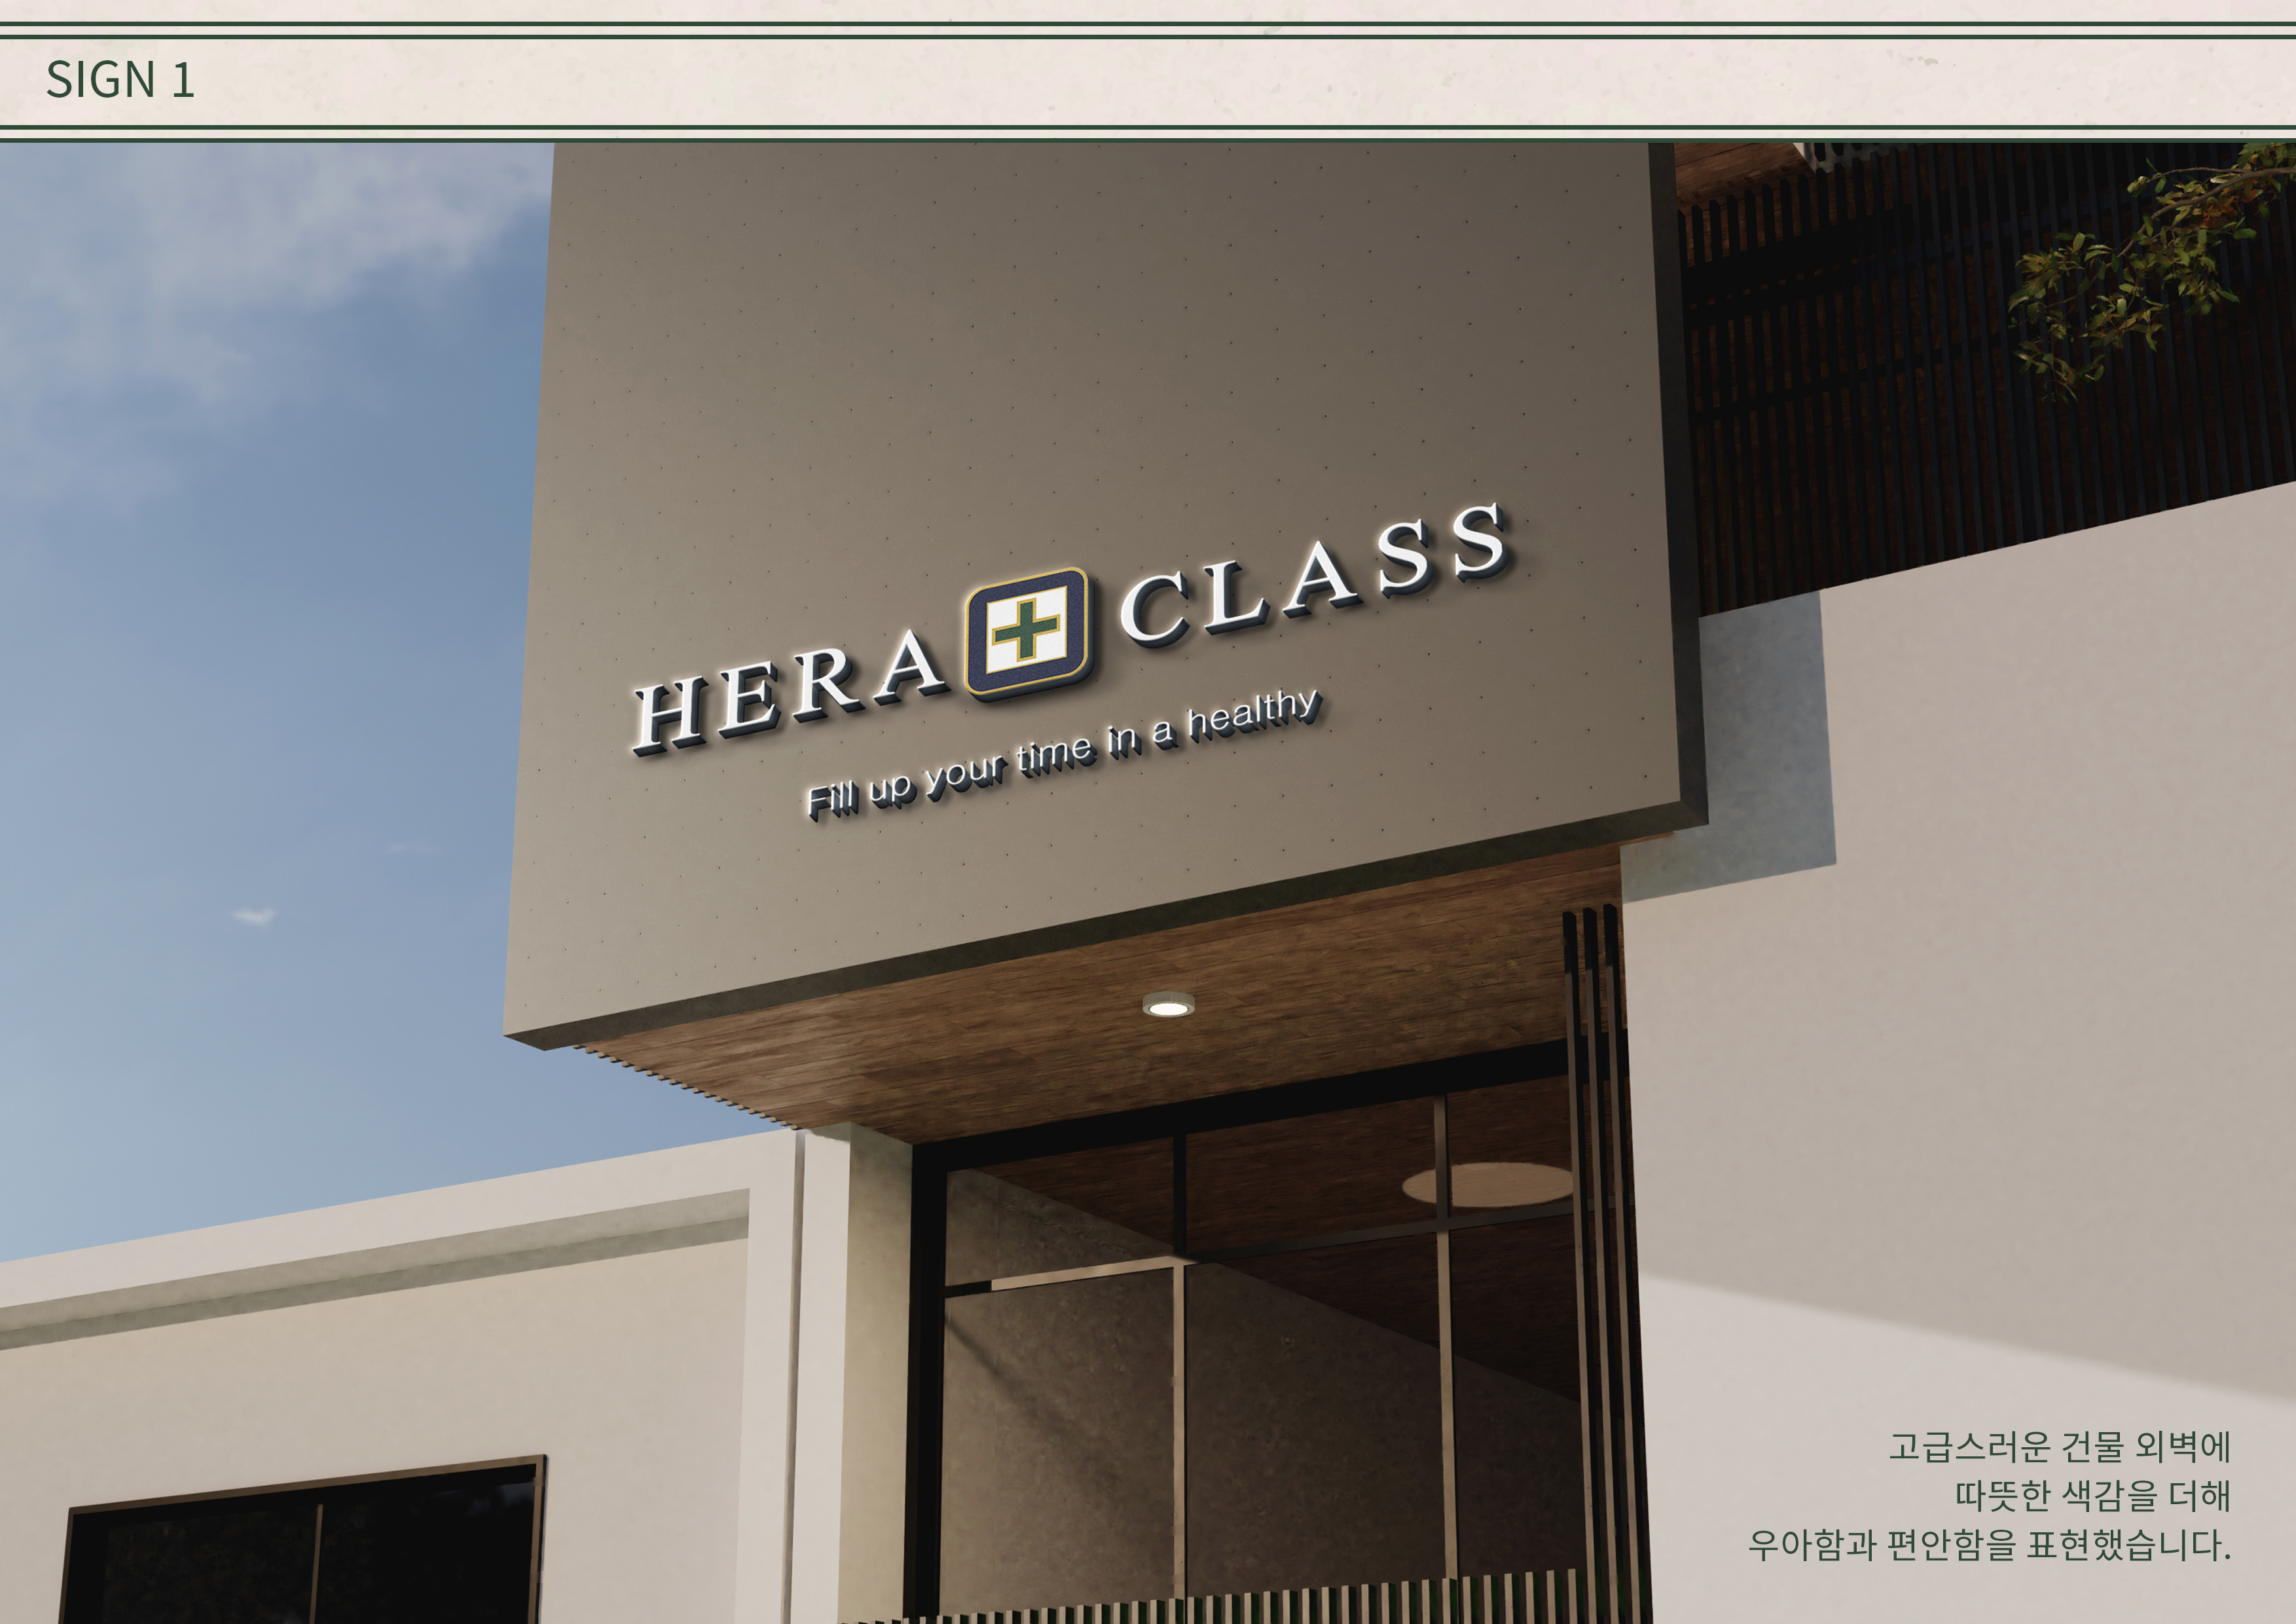 SIGN 1
HERA CLASS
Fill up your time in a healthy
고급스러운 건물 외벽에
따뜻한 색감을 더해
우아함과 편안함을 표현했습니다.